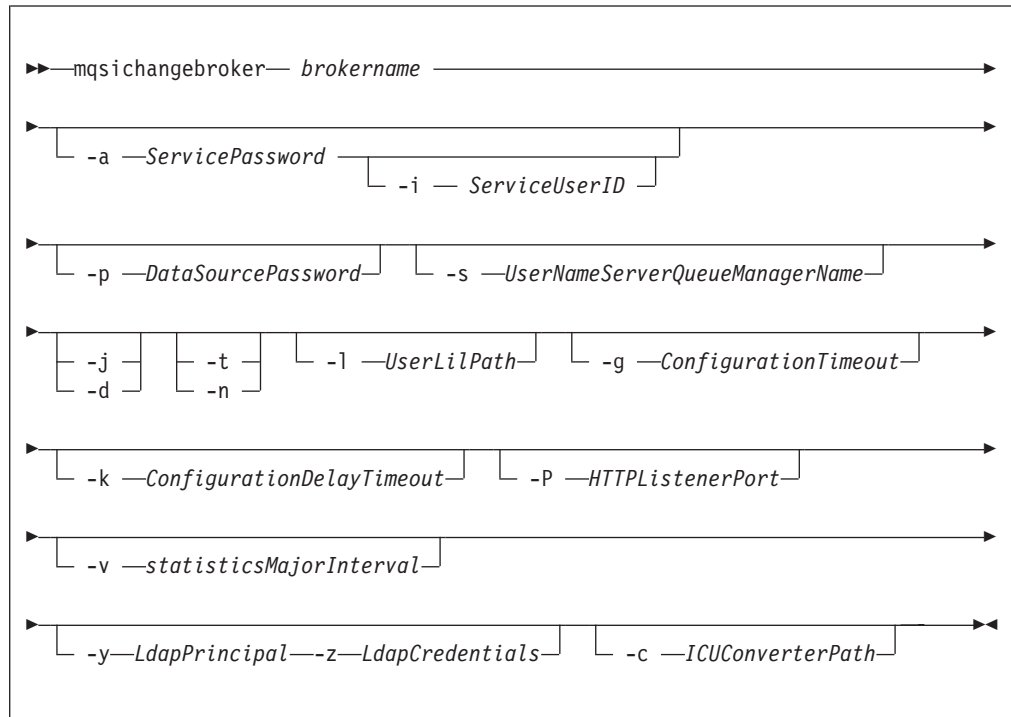 mqsichangebroker brokername
-a ServicePassword
-i ServiceUserID
-p DataSourcePassword -s UserNameServerQueueManagerName
-j -t -l UserLilPath -g ConfigurationTimeout
-d -n
-k ConfigurationDelayTimeout -P HTTPListenerPort
-v statisticsMajorInterval
-y LdapPrincipal -z LdapCredentials -c ICUConverterPath